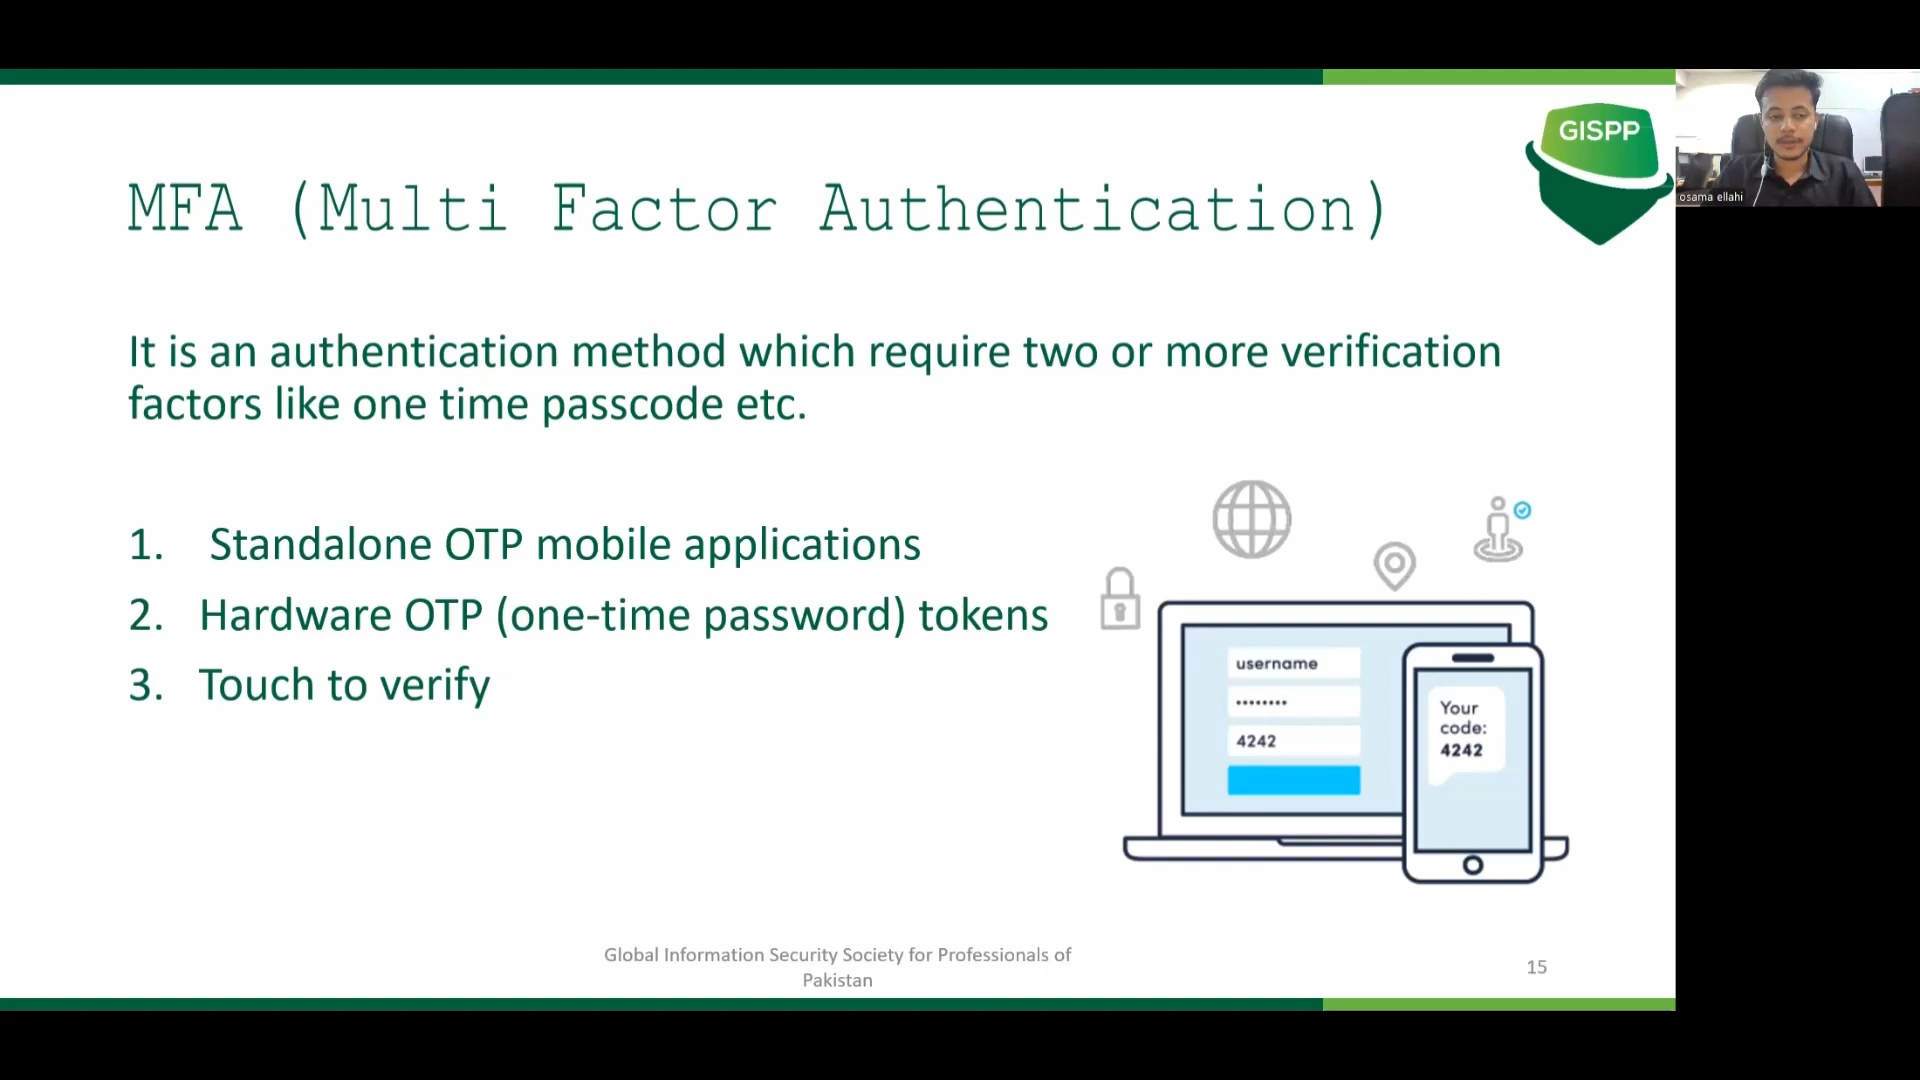 GISPP
osama ellahi
MFA (Multi Factor Authentication)
It is an authentication method which require two or more verification
factors like one time passcode etc.
1. Standalone OTP mobile applications
2. Hardware OTP (one-time password) tokens
3. Touch to verify
username
••••••••
4242
Your
code:
4242
Global Information Security Society for Professionals of
Pakistan
15